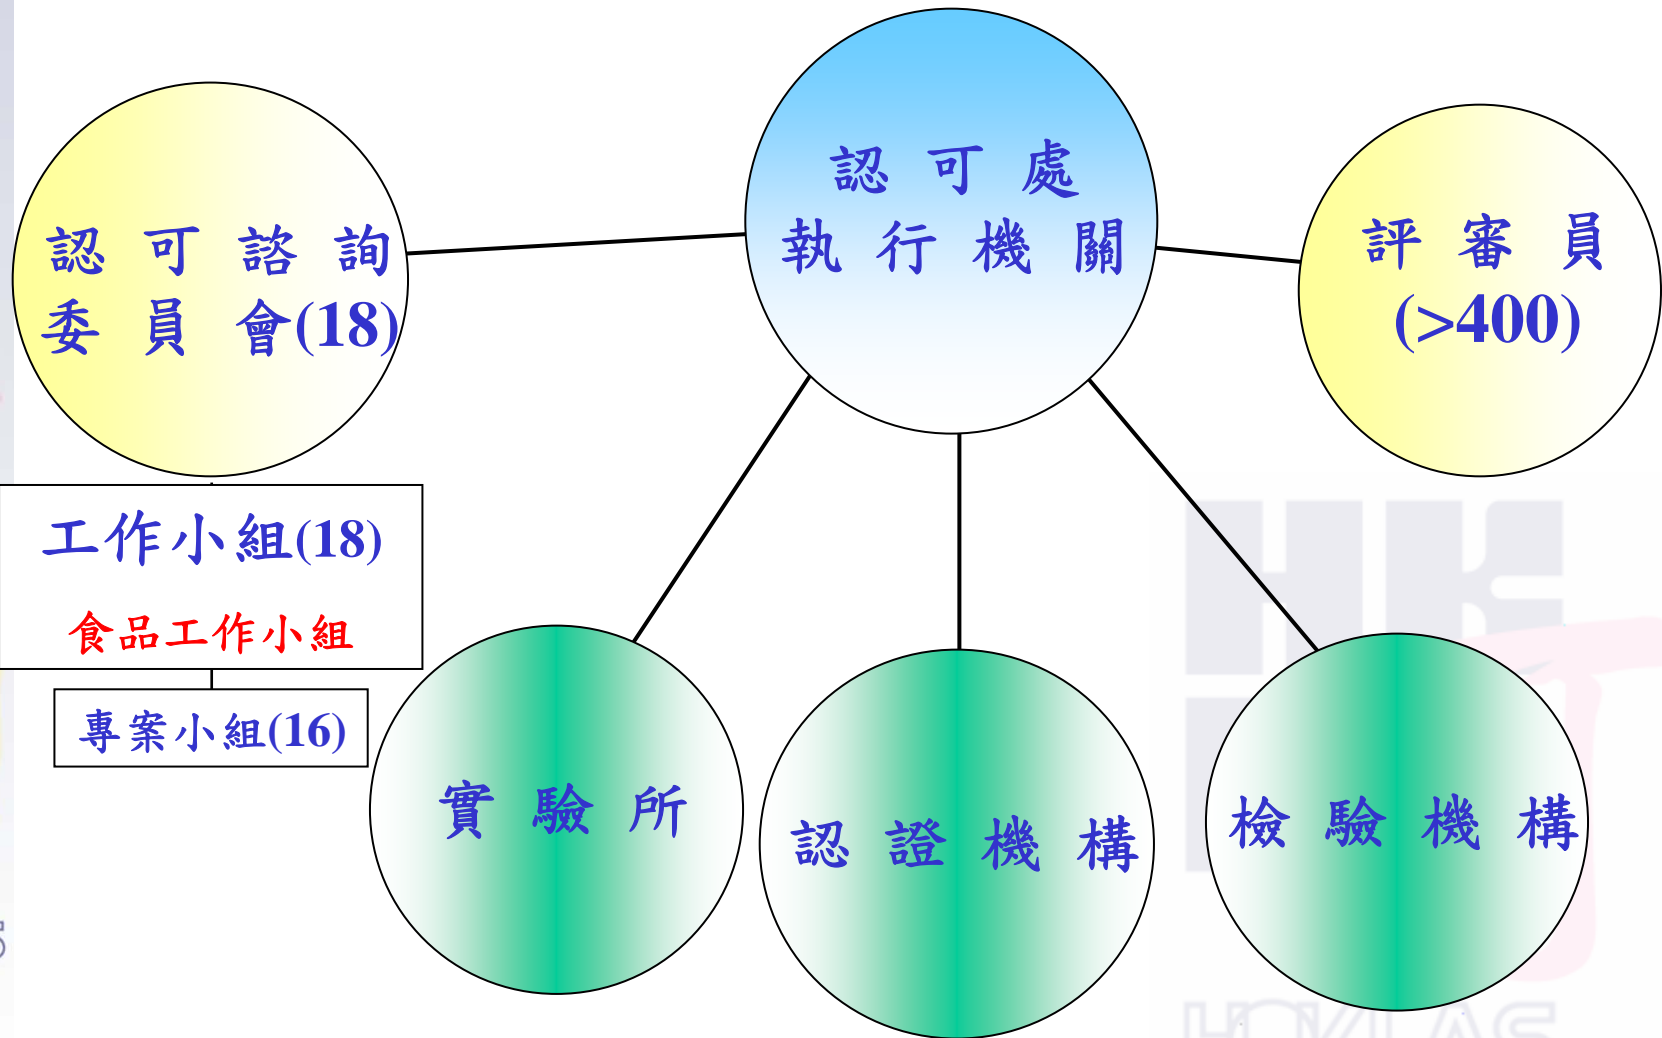 認可處
執行機關
認可諮詢
委員會(18)
評審員
(>400)
工作小組(18)
食品工作小組
專案小組(16)
實驗所
認證機構
檢驗機構
HOKLAS